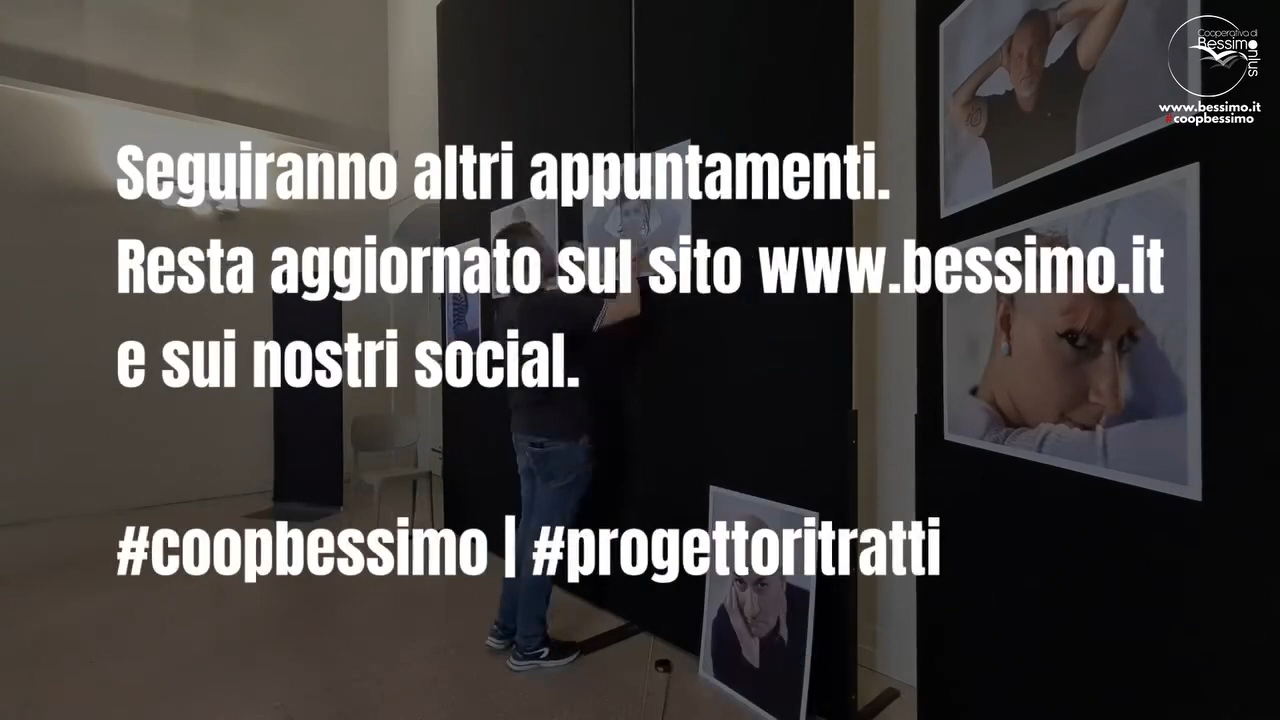 Cooperativa di
Bessimo
onlus
www.bessimo.it
#coopbessimo
Seguiranno altri appuntamenti.
Resta aggiornato sul sito www.bessimo.it
e sui nostri social.
#coopbessimo | #progettoritratti